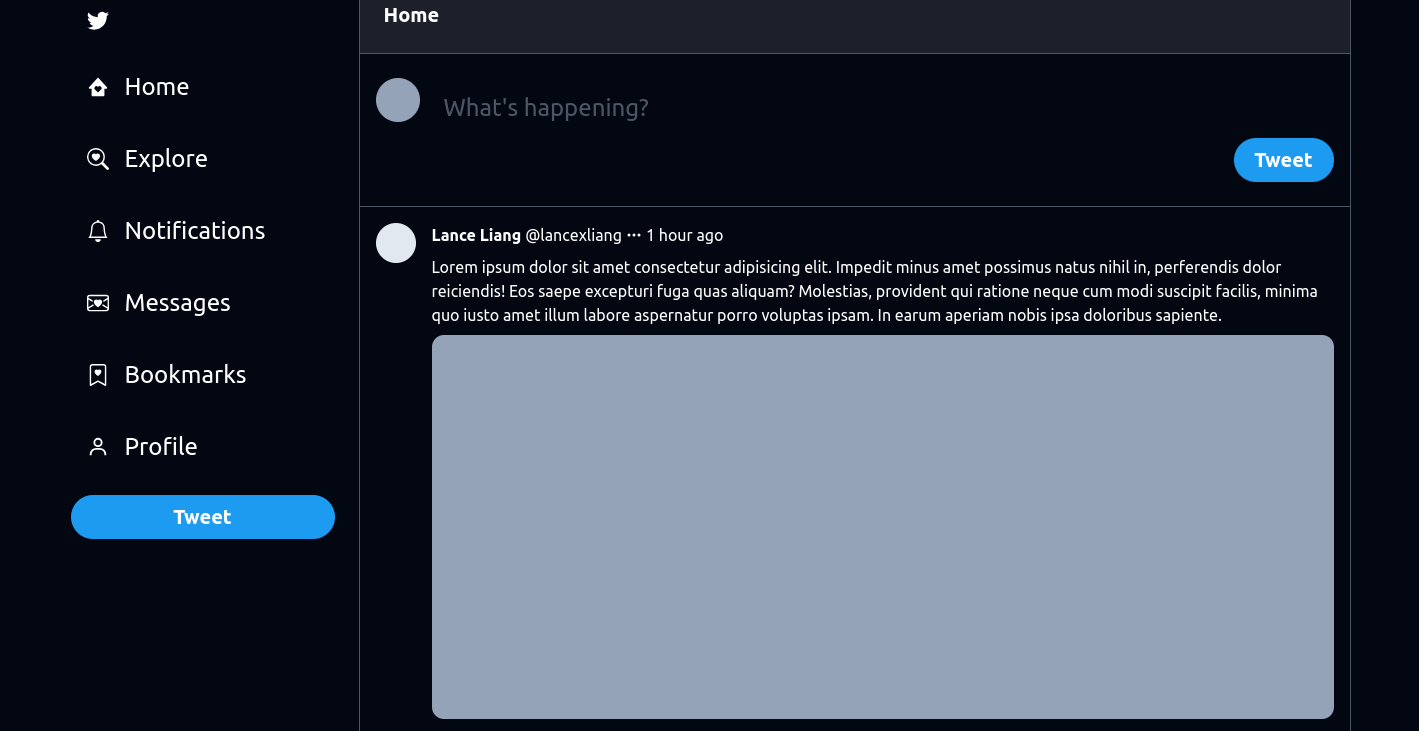 Home
Explore
Notifications
Messages
Bookmarks
Profile
Tweet
Home
What's happening?
Tweet
Lance Liang @lancexliang ··· 1 hour ago
Lorem ipsum dolor sit amet consectetur adipisicing elit. Impedit minus amet possimus natus nihil in, perferendis dolor
reiciendis! Eos saepe excepturi fuga quas aliquam? Molestias, provident qui ratione neque cum modi suscipit facilis, minima
quo iusto amet illum labore aspernatur porro voluptas ipsam. In earum aperiam nobis ipsa doloribus sapiente.